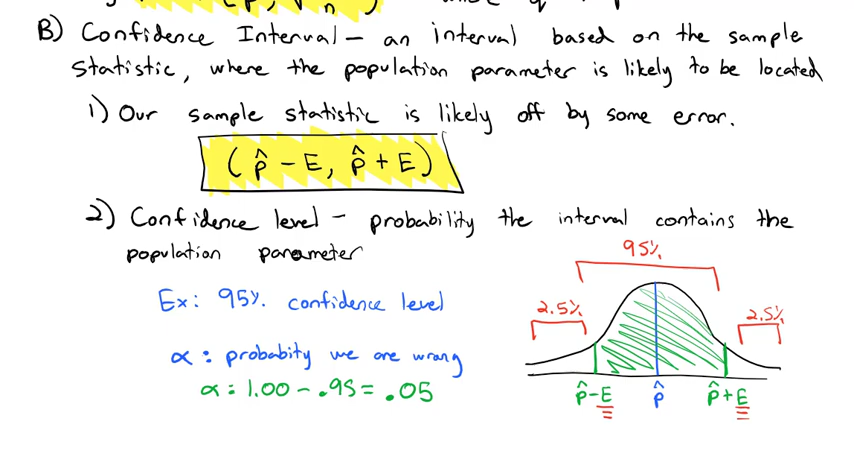 B) Confidence Interval – an interval based on the sample
statistic, where the population parameter is likely to be located
1) Our sample statistic is likely off by some error.
(p̂ – E, p̂ + E)
2) Confidence level – probability the interval contains the
population parameter
95%
Ex: 95% confidence level
2.5%
2.5%
α : probabity we are wrong
α : 1.00 – .95 = .05
p̂ – E
p̂
p̂ + E